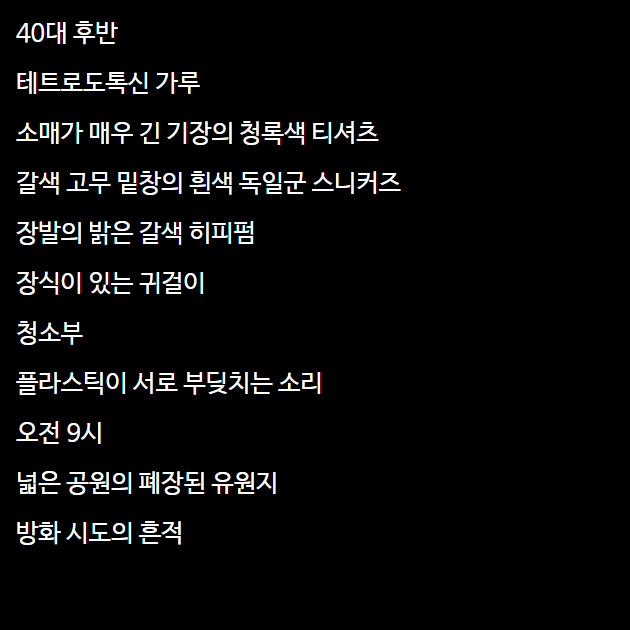 40대 후반
테트로도톡신 가루
소매가 매우 긴 기장의 청록색 티셔츠
갈색 고무 밑창의 흰색 독일군 스니커즈
장발의 밝은 갈색 히피펌
장식이 있는 귀걸이
청소부
플라스틱이 서로 부딪치는 소리
오전 9시
넓은 공원의 폐장된 유원지
방화 시도의 흔적